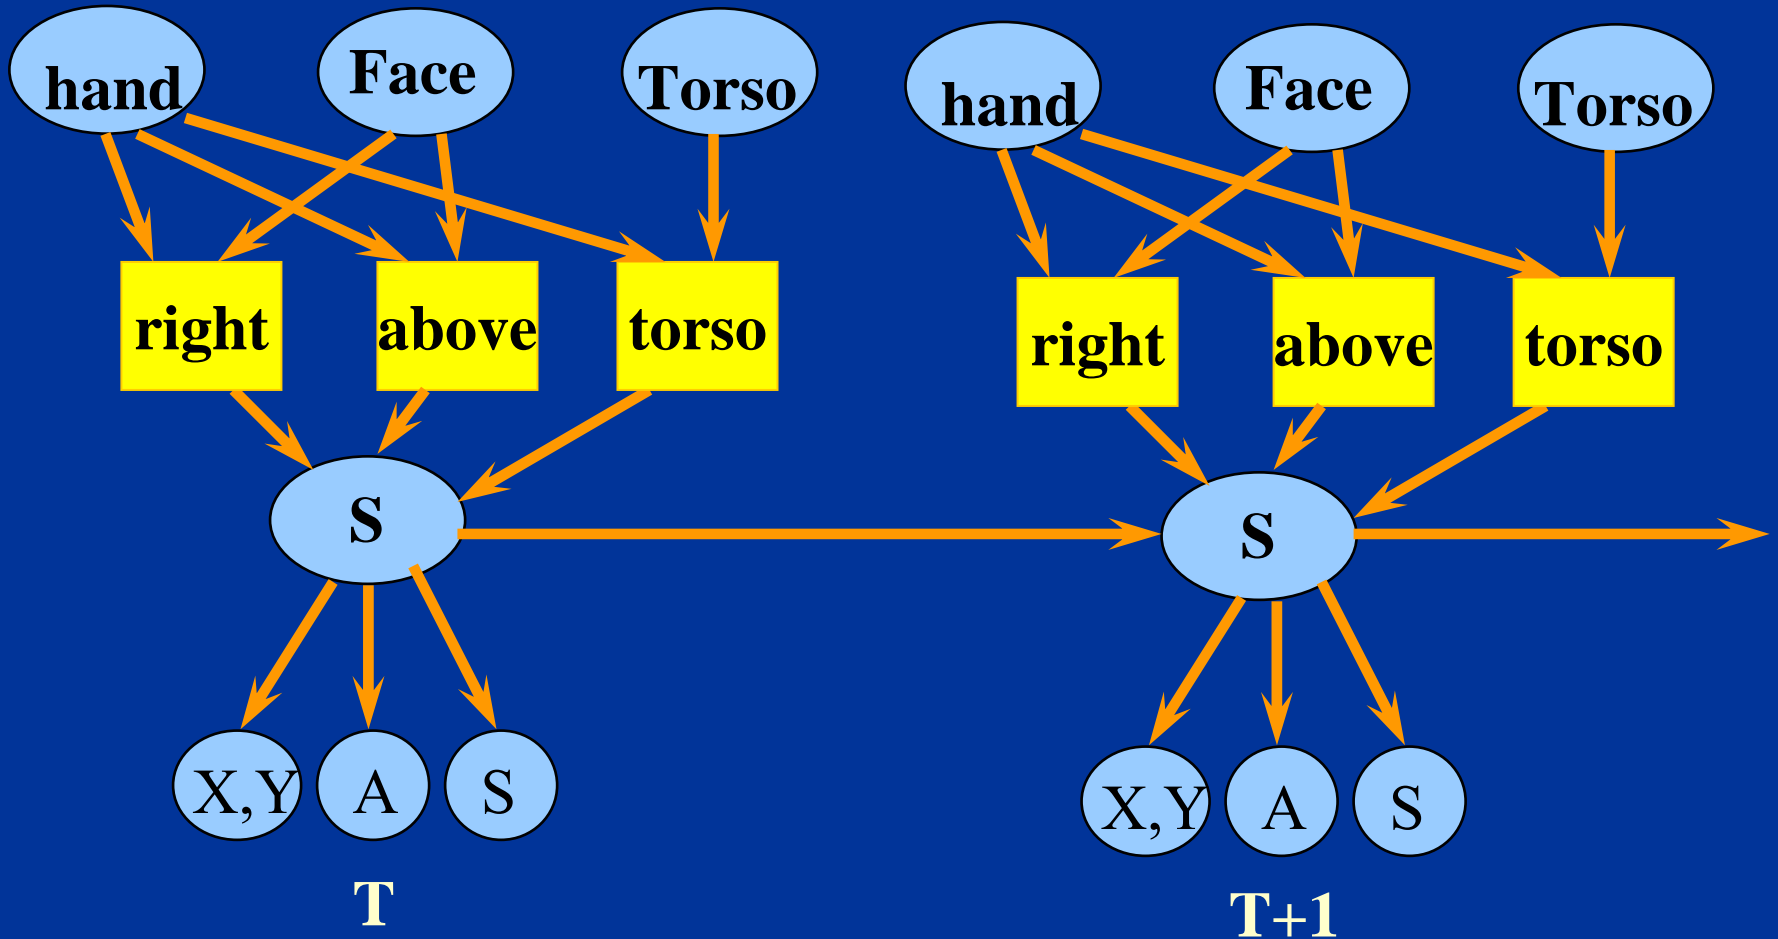 hand Face Torso hand Face Torso
right above torso right above torso
S S
X,Y A S X,Y A S
T T+1